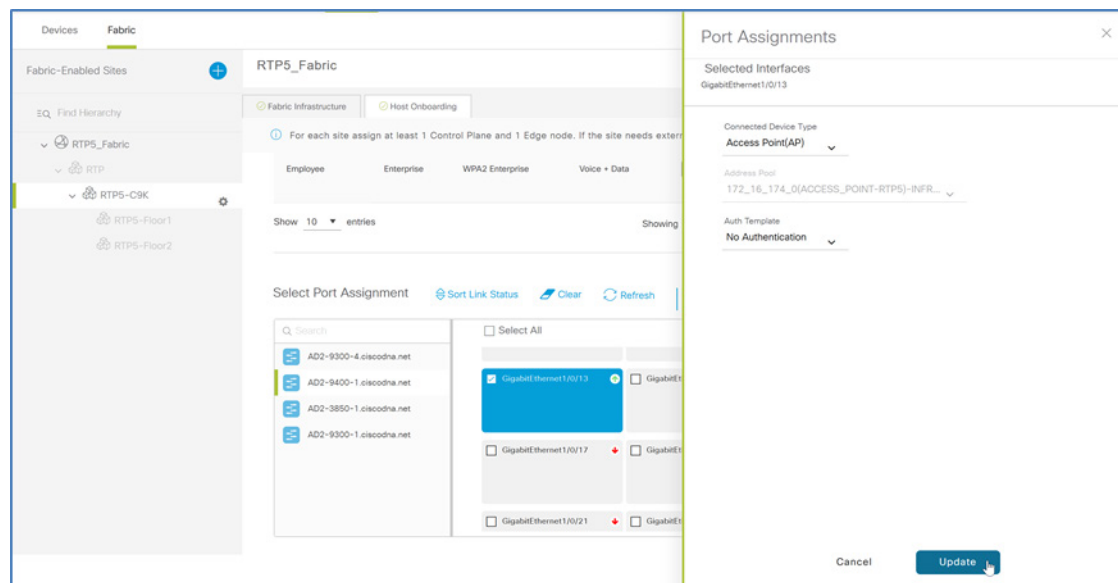 Devices Fabric
Fabric-Enabled Sites
Find Hierarchy
RTP5_Fabric
RTP
RTP5-C9K
RTP5-Floor1
RTP5-Floor2
RTP5_Fabric
Fabric Infrastructure Host Onboarding
For each site assign at least 1 Control Plane and 1 Edge node. If the site needs extern
Employee Enterprise WPA2 Enterprise Voice + Data
Show 10 entries Showing
Select Port Assignment Sort Link Status Clear Refresh
Search
AD2-9300-4.ciscodna.net
AD2-9400-1.ciscodna.net
AD2-3850-1.ciscodna.net
AD2-9300-1.ciscodna.net
Select All
GigabitEthernet1/0/13 GigabitEt
GigabitEthernet1/0/17 GigabitEt
GigabitEthernet1/0/21 GigabitEt
Port Assignments
Selected Interfaces
GigabitEthernet1/0/13
Connected Device Type
Access Point(AP)
Address Pool
172_16_174_0(ACCESS_POINT-RTP5)-INFR...
Auth Template
No Authentication
Cancel Update